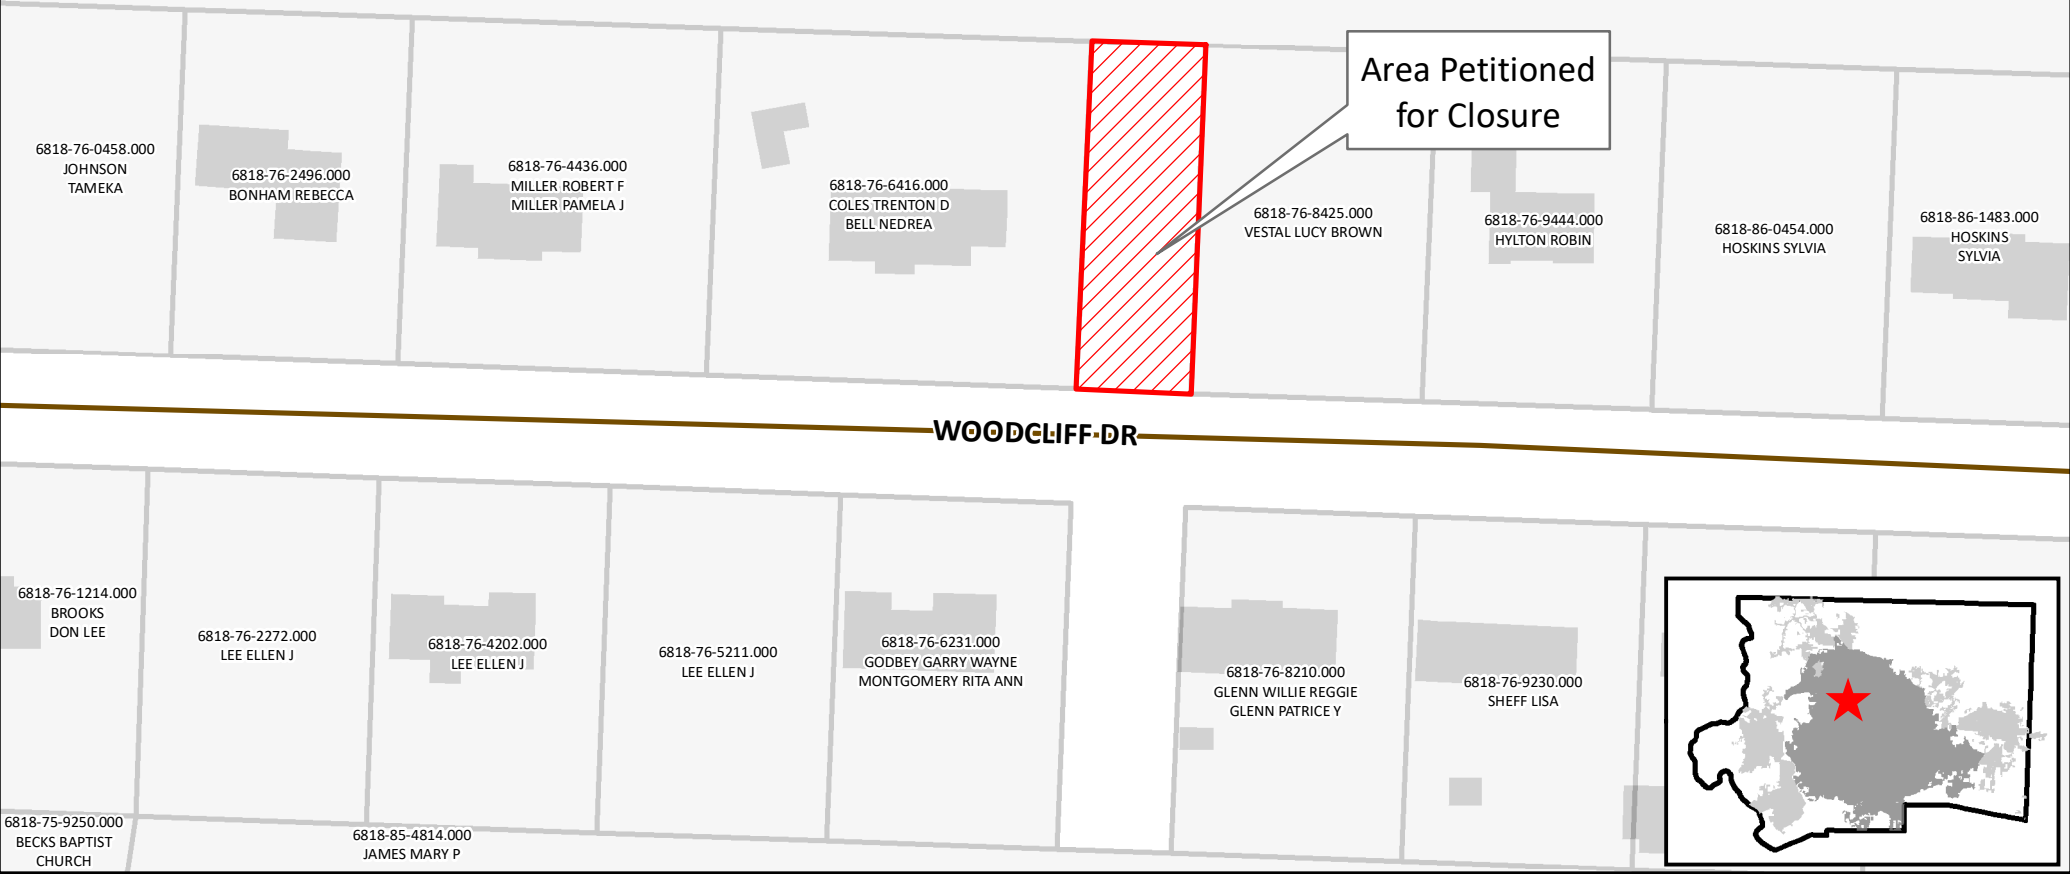 Area Petitioned
for Closure
6818-76-0458.000
JOHNSON
TAMEKA
6818-76-2496.000
BONHAM REBECCA
6818-76-4436.000
MILLER ROBERT F
MILLER PAMELA J
6818-76-6416.000
COLES TRENTON D
BELL NEDREA
6818-76-8425.000
VESTAL LUCY BROWN
6818-76-9444.000
HYLTON ROBIN
6818-86-0454.000
HOSKINS SYLVIA
6818-86-1483.000
HOSKINS
SYLVIA
WOODCLIFF DR
6818-76-1214.000
BROOKS
DON LEE
6818-76-2272.000
LEE ELLEN J
6818-76-4202.000
LEE ELLEN J
6818-76-5211.000
LEE ELLEN J
6818-76-6231.000
GODBEY GARRY WAYNE
MONTGOMERY RITA ANN
6818-76-8210.000
GLENN WILLIE REGGIE
GLENN PATRICE Y
6818-76-9230.000
SHEFF LISA
6818-75-9250.000
BECKS BAPTIST
CHURCH
6818-85-4814.000
JAMES MARY P